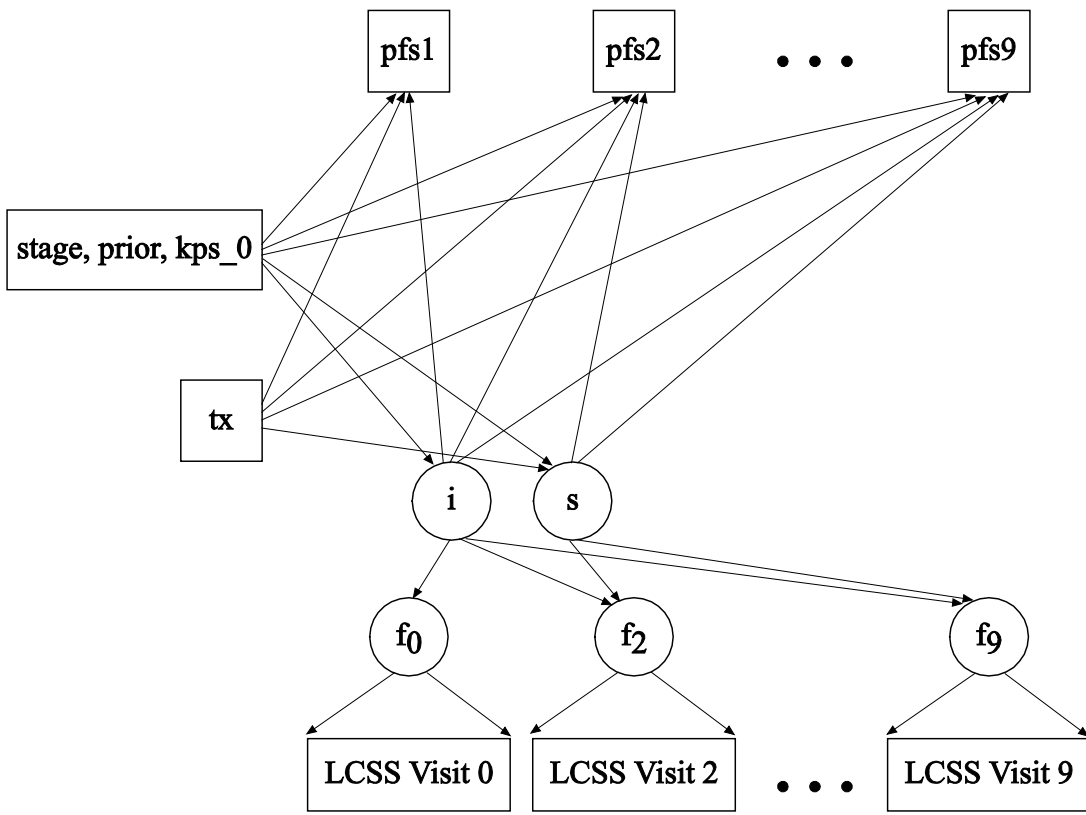 pfs1 pfs2 • • • pfs9
stage, prior, kps_0
tx
i s
f0 f2 f9
LCSS Visit 0 LCSS Visit 2 • • • LCSS Visit 9